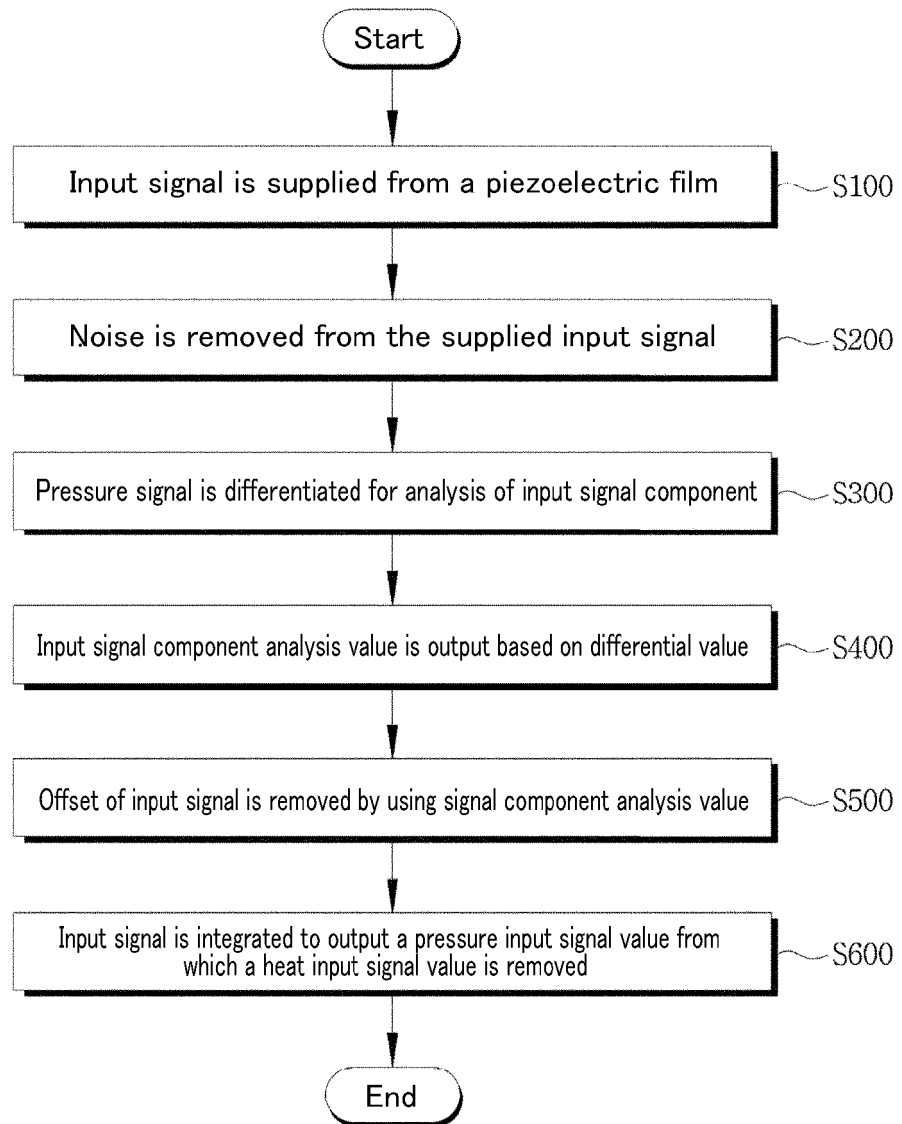 Start
Input signal is supplied from a piezoelectric film
S100
Noise is removed from the supplied input signal
S200
Pressure signal is differentiated for analysis of input signal component
S300
Input signal component analysis value is output based on differential value
S400
Offset of input signal is removed by using signal component analysis value
S500
Input signal is integrated to output a pressure input signal value from
which a heat input signal value is removed
S600
End